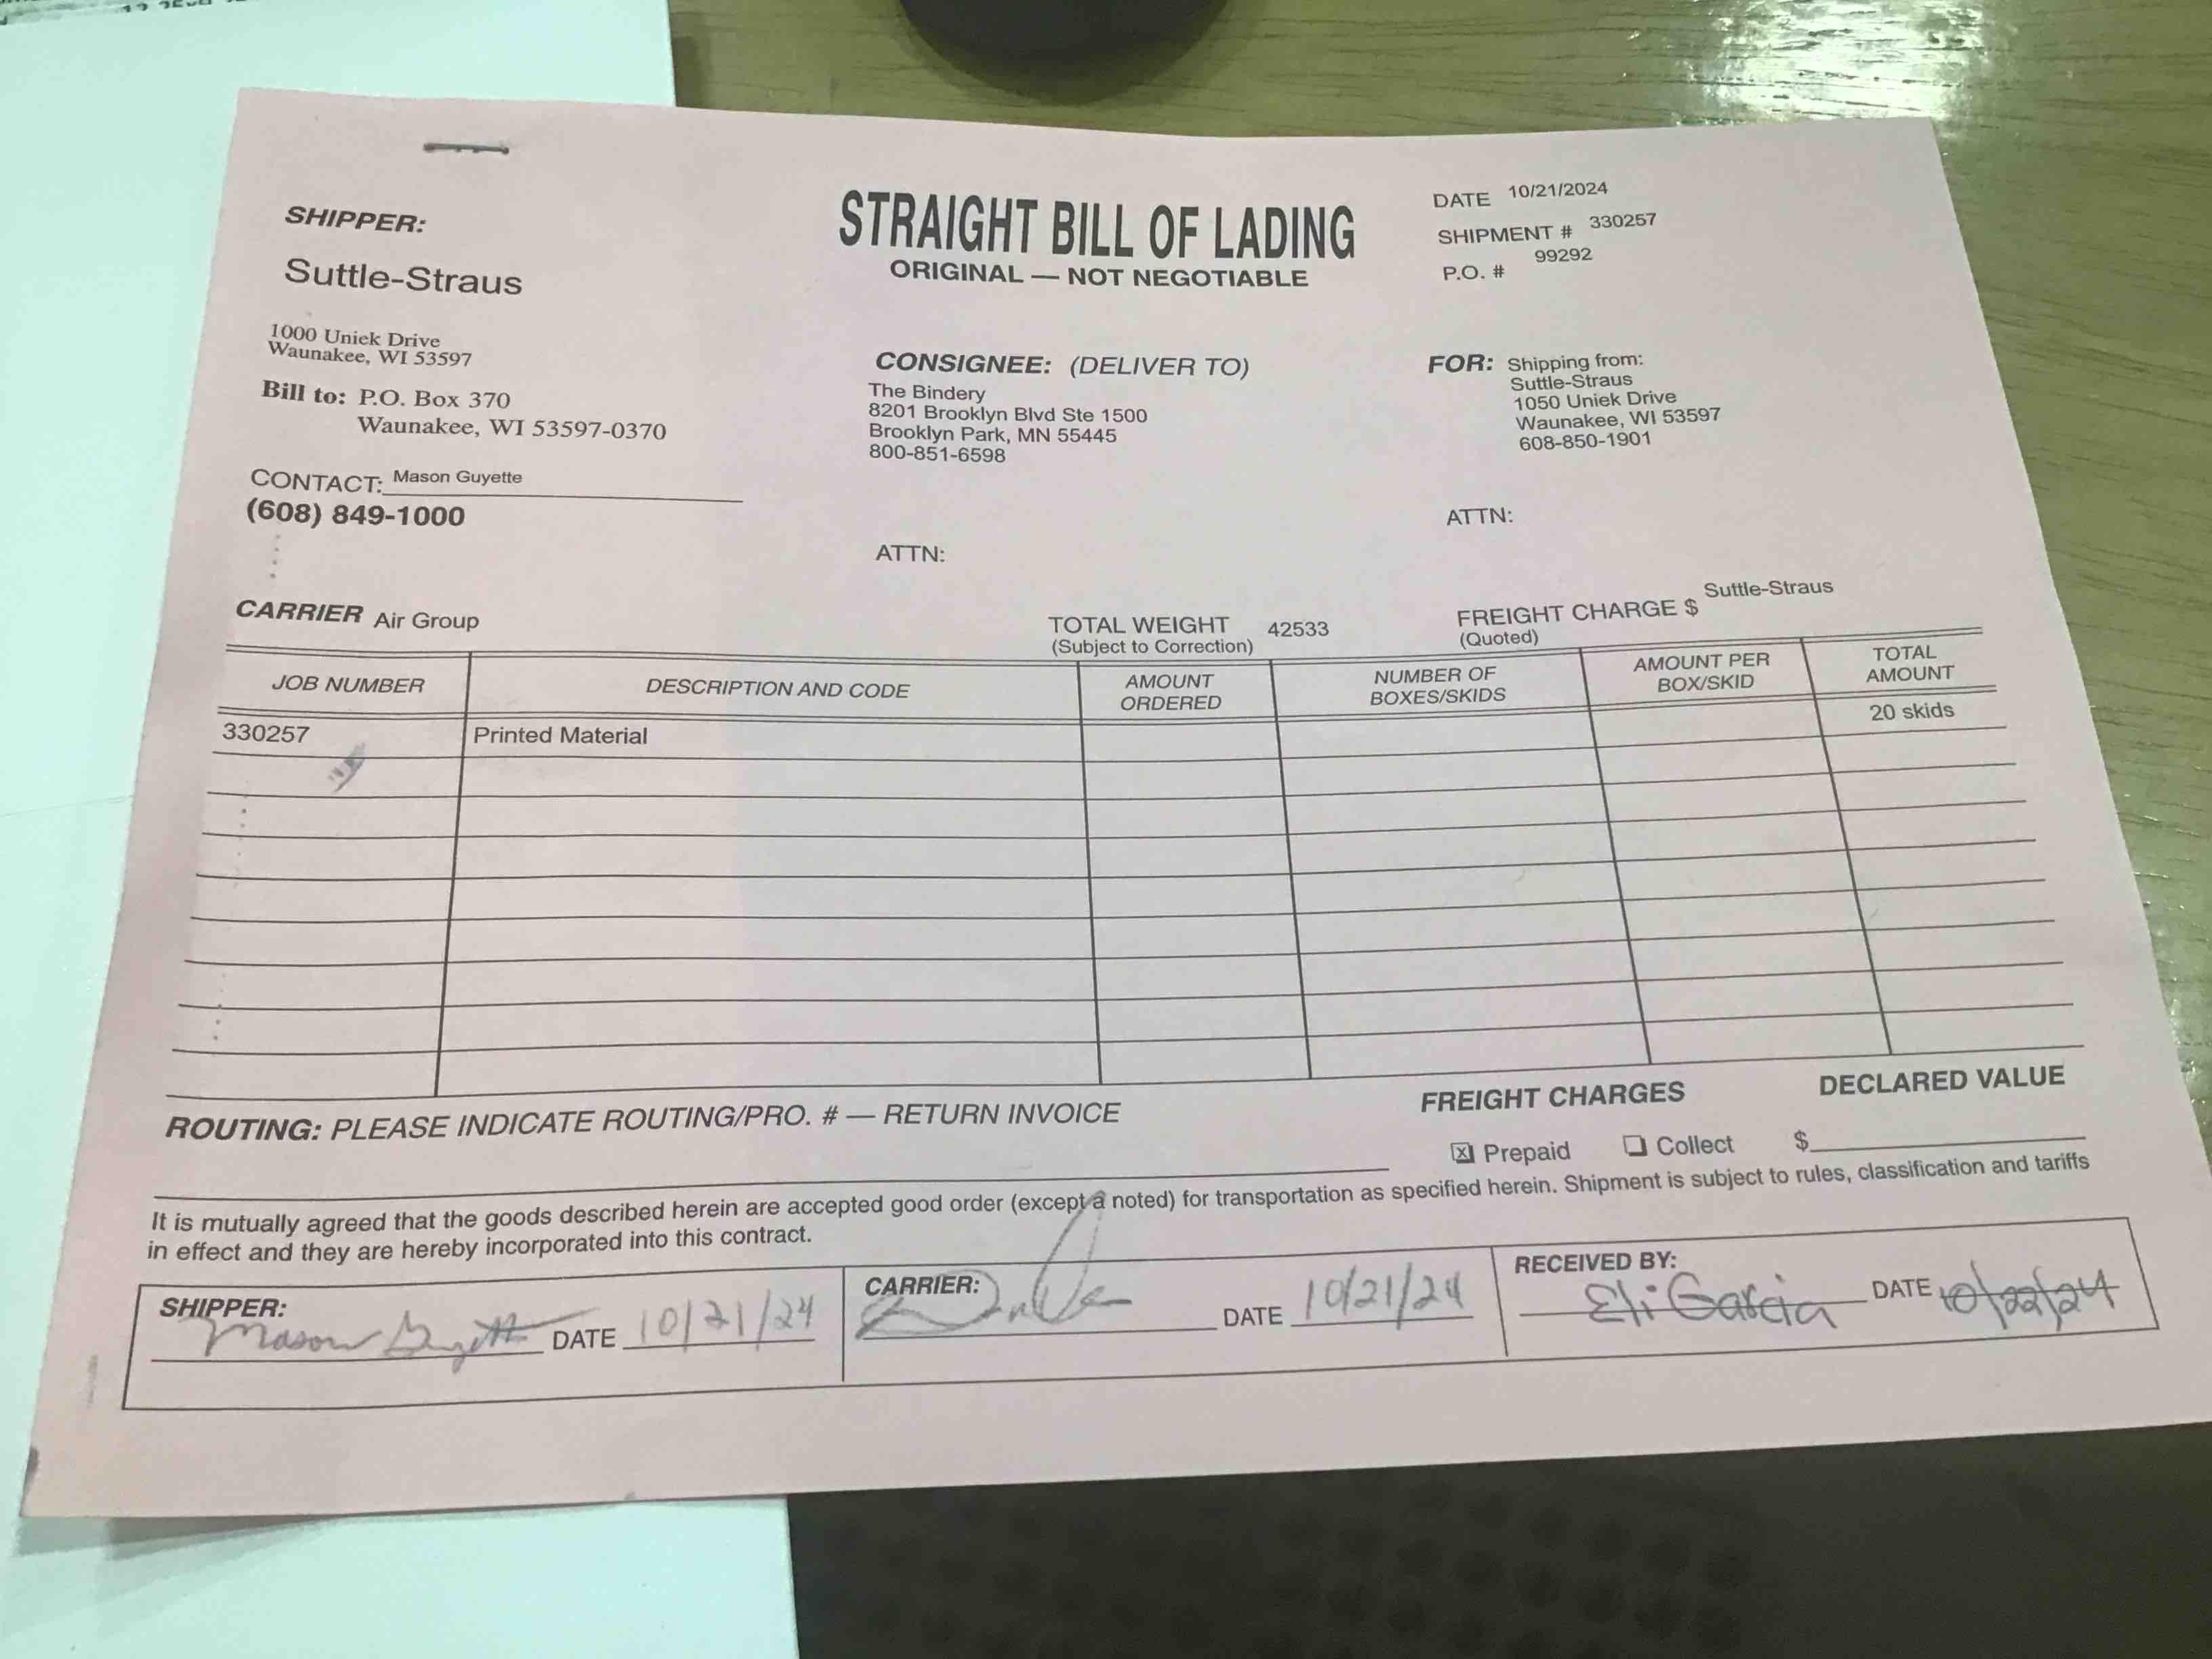 SHIPPER:
Suttle-Straus
1000 Uniek Drive
Waunakee, WI 53597
Bill to: P.O. Box 370
Waunakee, WI 53597-0370
CONTACT: Mason Guyette
(608) 849-1000
STRAIGHT BILL OF LADING
ORIGINAL — NOT NEGOTIABLE
DATE 10/21/2024
SHIPMENT # 330257
P.O. # 99292
CONSIGNEE: (DELIVER TO)
The Bindery
8201 Brooklyn Blvd Ste 1500
Brooklyn Park, MN 55445
800-851-6598
ATTN:
FOR: Shipping from:
Suttle-Straus
1050 Uniek Drive
Waunakee, WI 53597
608-850-1901
ATTN:
CARRIER Air Group
TOTAL WEIGHT 42533
(Subject to Correction)
FREIGHT CHARGE $ Suttle-Straus
(Quoted)
JOB NUMBER DESCRIPTION AND CODE AMOUNT ORDERED NUMBER OF BOXES/SKIDS AMOUNT PER BOX/SKID TOTAL AMOUNT
330257 Printed Material 20 skids
ROUTING: PLEASE INDICATE ROUTING/PRO. # — RETURN INVOICE
FREIGHT CHARGES
DECLARED VALUE
Prepaid Collect $
It is mutually agreed that the goods described herein are accepted good order (except a noted) for transportation as specified herein. Shipment is subject to rules, classification and tariffs
in effect and they are hereby incorporated into this contract.
SHIPPER:
Mason Guyette DATE 10/21/24
CARRIER:
DATE 10/21/24
RECEIVED BY:
Eli Garcia DATE 10/22/24